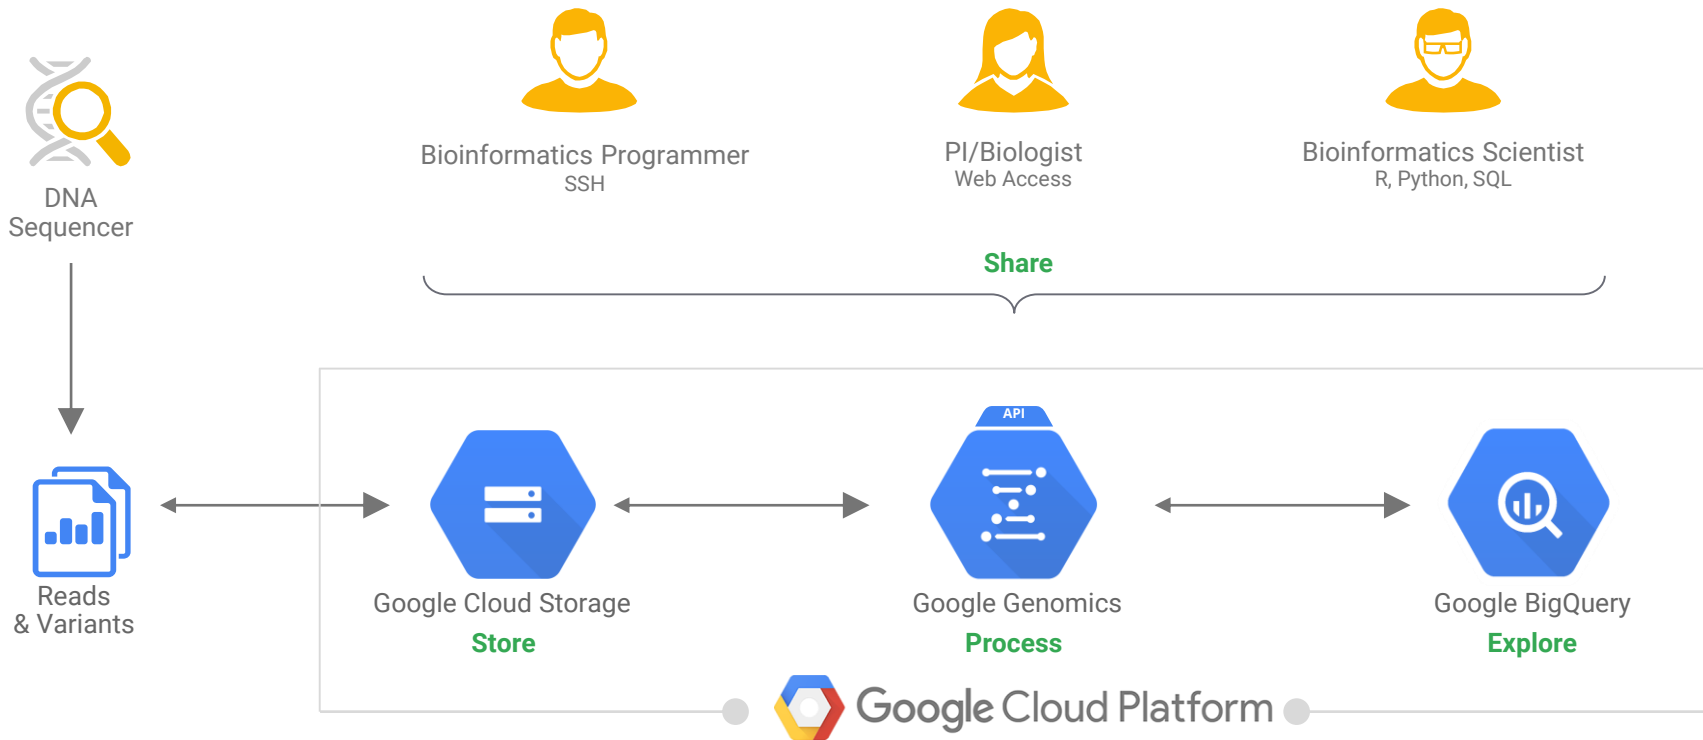 DNA
Sequencer
Bioinformatics Programmer
SSH
PI/Biologist
Web Access
Bioinformatics Scientist
R, Python, SQL
Share
API
Reads
& Variants
Google Cloud Storage
Store
Google Genomics
Process
Google BigQuery
Explore
Google Cloud Platform